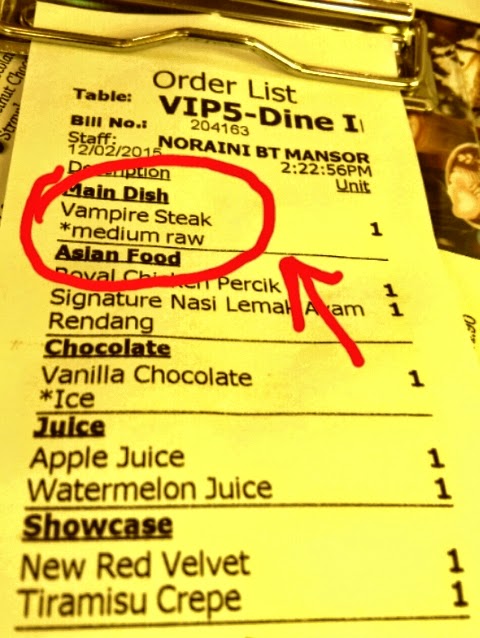 Order List
Table: VIP5-Dine I
Bill No.: 204163
Staff: NORAINI BT MANSOR
12/02/2015 2:22:56PM
Description Unit
Main Dish
Vampire Steak 1
*medium raw
Asian Food
Royal Chicken Percik 1
Signature Nasi Lemak Ayam 1
Rendang
Chocolate
Vanilla Chocolate 1
*Ice
Juice
Apple Juice 1
Watermelon Juice 1
Showcase
New Red Velvet 1
Tiramisu Crepe 1